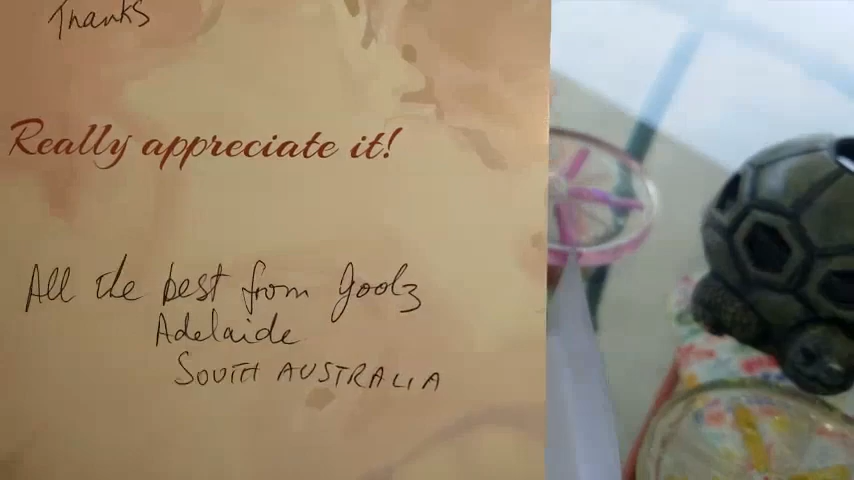 Thanks
Really appreciate it!
All the best from Joolz
Adelaide
SOUTH AUSTRALIA